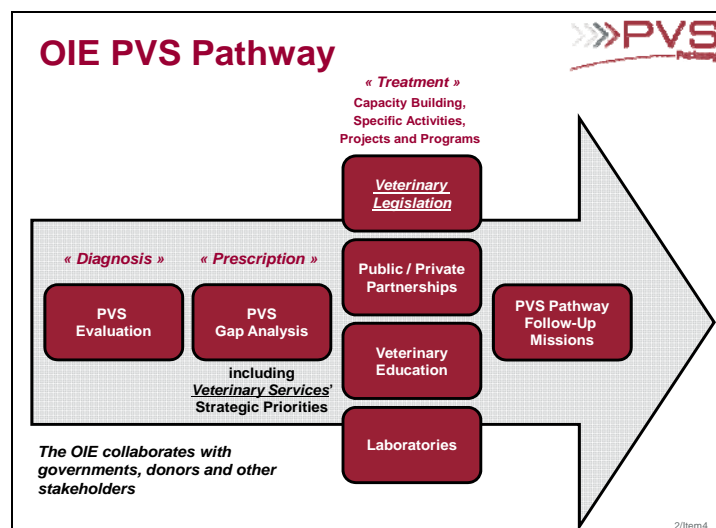 OIE PVS Pathway
PVS
Pathway
« Treatment »
Capacity Building,
Specific Activities,
Projects and Programs
« Diagnosis »
PVS
Evaluation
« Prescription »
PVS
Gap Analysis
including
Veterinary Services'
Strategic Priorities
Veterinary
Legislation
Public / Private
Partnerships
Veterinary
Education
Laboratories
PVS Pathway
Follow-Up
Missions
The OIE collaborates with
governments, donors and other
stakeholders
2/Item4